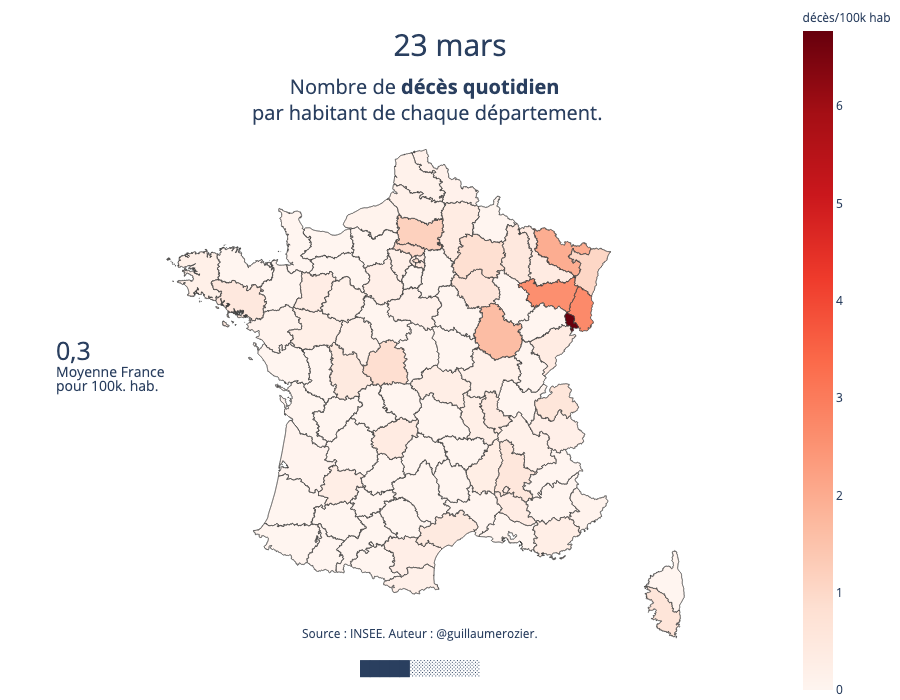 décès/100k hab
23 mars
Nombre de décès quotidien
par habitant de chaque département.
6
5
4
3
2
1
0
0,3
Moyenne France
pour 100k. hab.
Source : INSEE. Auteur : @guillaumerozier.